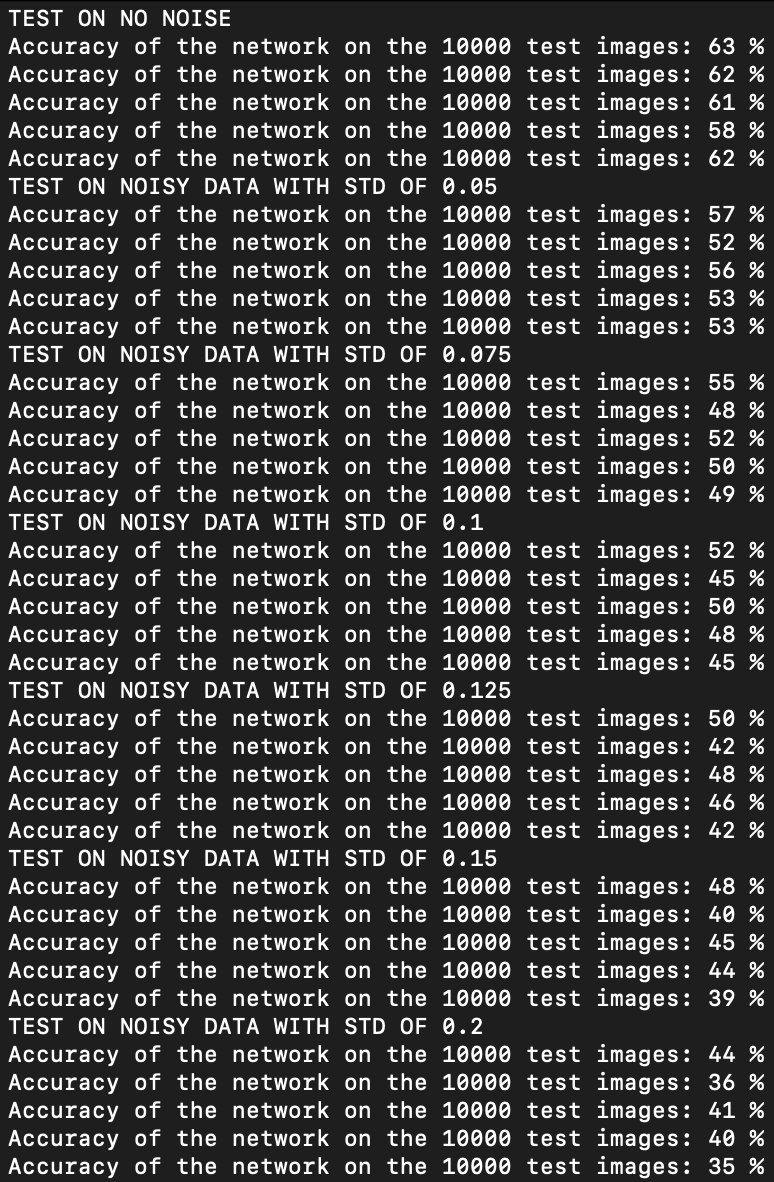 TEST ON NO NOISE
Accuracy of the network on the 10000 test images: 63 %
Accuracy of the network on the 10000 test images: 62 %
Accuracy of the network on the 10000 test images: 61 %
Accuracy of the network on the 10000 test images: 58 %
Accuracy of the network on the 10000 test images: 62 %
TEST ON NOISY DATA WITH STD OF 0.05
Accuracy of the network on the 10000 test images: 57 %
Accuracy of the network on the 10000 test images: 52 %
Accuracy of the network on the 10000 test images: 56 %
Accuracy of the network on the 10000 test images: 53 %
Accuracy of the network on the 10000 test images: 53 %
TEST ON NOISY DATA WITH STD OF 0.075
Accuracy of the network on the 10000 test images: 55 %
Accuracy of the network on the 10000 test images: 48 %
Accuracy of the network on the 10000 test images: 52 %
Accuracy of the network on the 10000 test images: 50 %
Accuracy of the network on the 10000 test images: 49 %
TEST ON NOISY DATA WITH STD OF 0.1
Accuracy of the network on the 10000 test images: 52 %
Accuracy of the network on the 10000 test images: 45 %
Accuracy of the network on the 10000 test images: 50 %
Accuracy of the network on the 10000 test images: 48 %
Accuracy of the network on the 10000 test images: 45 %
TEST ON NOISY DATA WITH STD OF 0.125
Accuracy of the network on the 10000 test images: 50 %
Accuracy of the network on the 10000 test images: 42 %
Accuracy of the network on the 10000 test images: 48 %
Accuracy of the network on the 10000 test images: 46 %
Accuracy of the network on the 10000 test images: 42 %
TEST ON NOISY DATA WITH STD OF 0.15
Accuracy of the network on the 10000 test images: 48 %
Accuracy of the network on the 10000 test images: 40 %
Accuracy of the network on the 10000 test images: 45 %
Accuracy of the network on the 10000 test images: 44 %
Accuracy of the network on the 10000 test images: 39 %
TEST ON NOISY DATA WITH STD OF 0.2
Accuracy of the network on the 10000 test images: 44 %
Accuracy of the network on the 10000 test images: 36 %
Accuracy of the network on the 10000 test images: 41 %
Accuracy of the network on the 10000 test images: 40 %
Accuracy of the network on the 10000 test images: 35 %